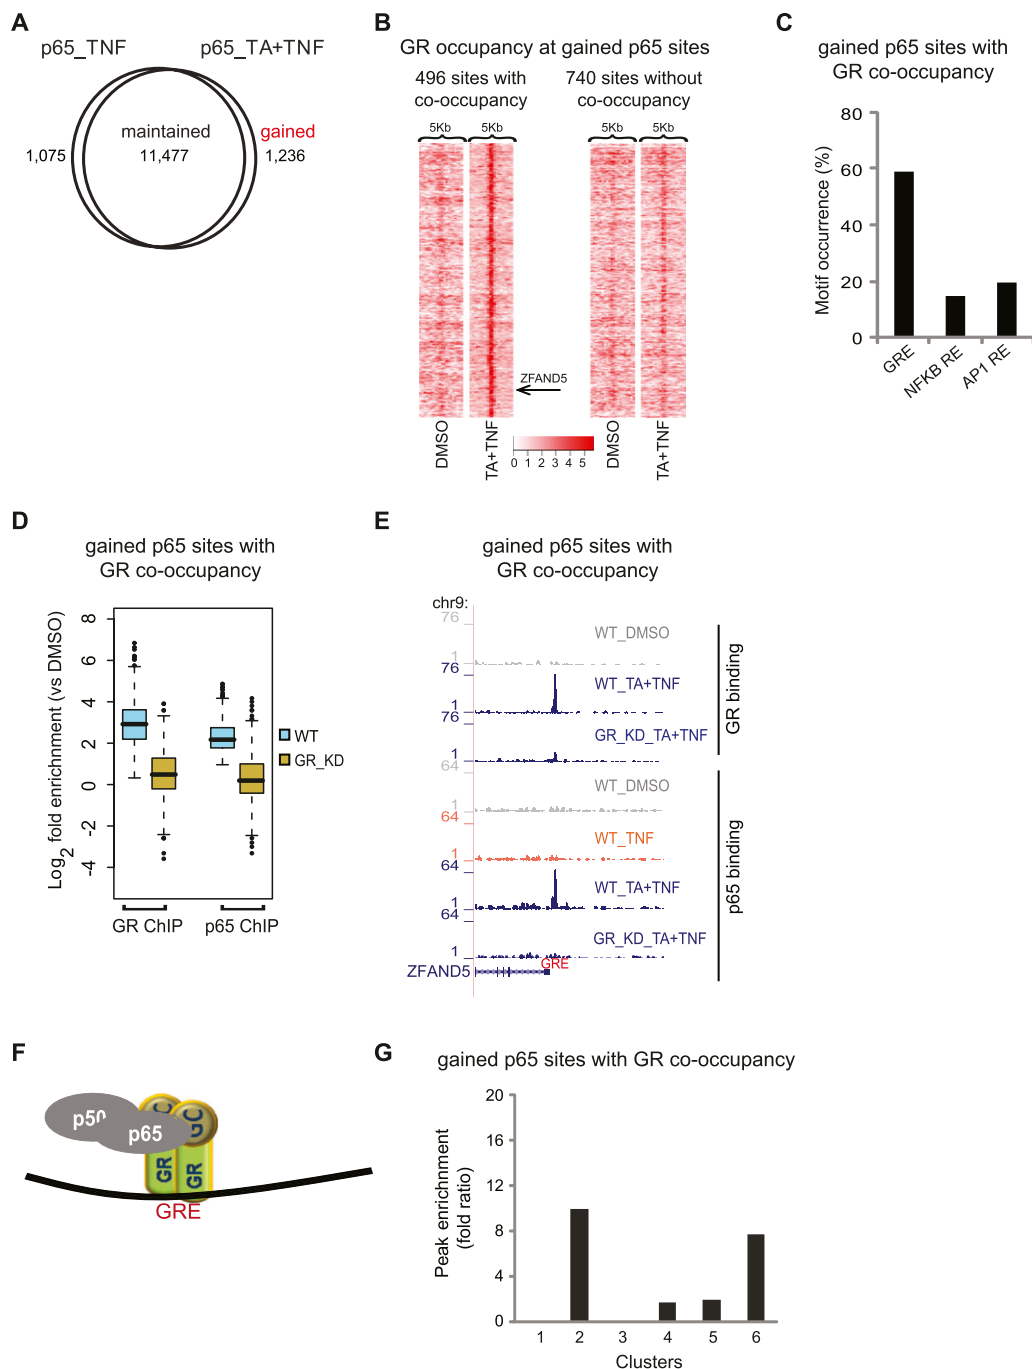 A
p65_TNF
p65_TA+TNF
maintained
gained
1,075
11,477
1,236
B
GR occupancy at gained p65 sites
496 sites with
co-occupancy
740 sites without
co-occupancy
5Kb
5Kb
5Kb
5Kb
ZFAND5
DMSO
TA+TNF
0 1 2 3 4 5
DMSO
TA+TNF
C
gained p65 sites with
GR co-occupancy
Motif occurrence (%)
80
60
40
20
0
GRE
NFKB RE
AP1 RE
D
gained p65 sites with
GR co-occupancy
Log2 fold enrichment (vs DMSO)
8
6
4
2
0
-2
-4
WT
GR_KD
GR ChIP
p65 ChIP
E
gained p65 sites with
GR co-occupancy
chr9:
76
WT_DMSO
1
76
WT_TA+TNF
1
76
GR_KD_TA+TNF
1
64
WT_DMSO
1
64
WT_TNF
1
64
WT_TA+TNF
1
64
GR_KD_TA+TNF
1
GRE
ZFAND5
GR binding
p65 binding
F
p50
p65
GC
GC
GR
GR
GRE
G
gained p65 sites with GR co-occupancy
Peak enrichnment
(fold ratio)
20
16
12
8
4
0
1 2 3 4 5 6
Clusters